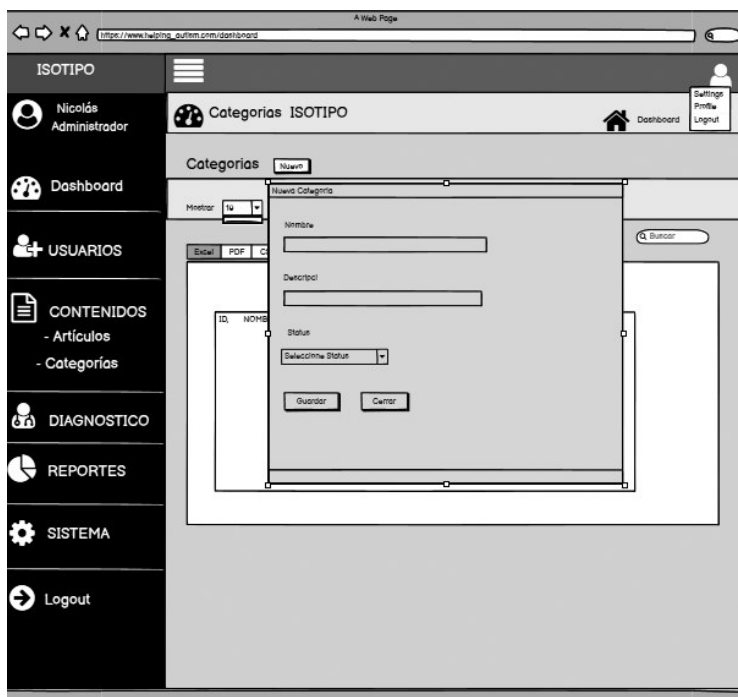 A Web Page
https://www.helping_autism.com/dashboard
ISOTIPO
Settings
Profile
Logout
Nicolás
Administrador
Categorias ISOTIPO
Dashboard
Categorias
Nuevo
Dashboard
Nueva Categoria
Mostrar
10
Nombre
Buscar
USUARIOS
Excel
PDF
Descripci
CONTENIDOS
- Artículos
- Categorías
ID,
Status
Seleccione Status
Guardar
Cerrar
DIAGNOSTICO
REPORTES
SISTEMA
Logout